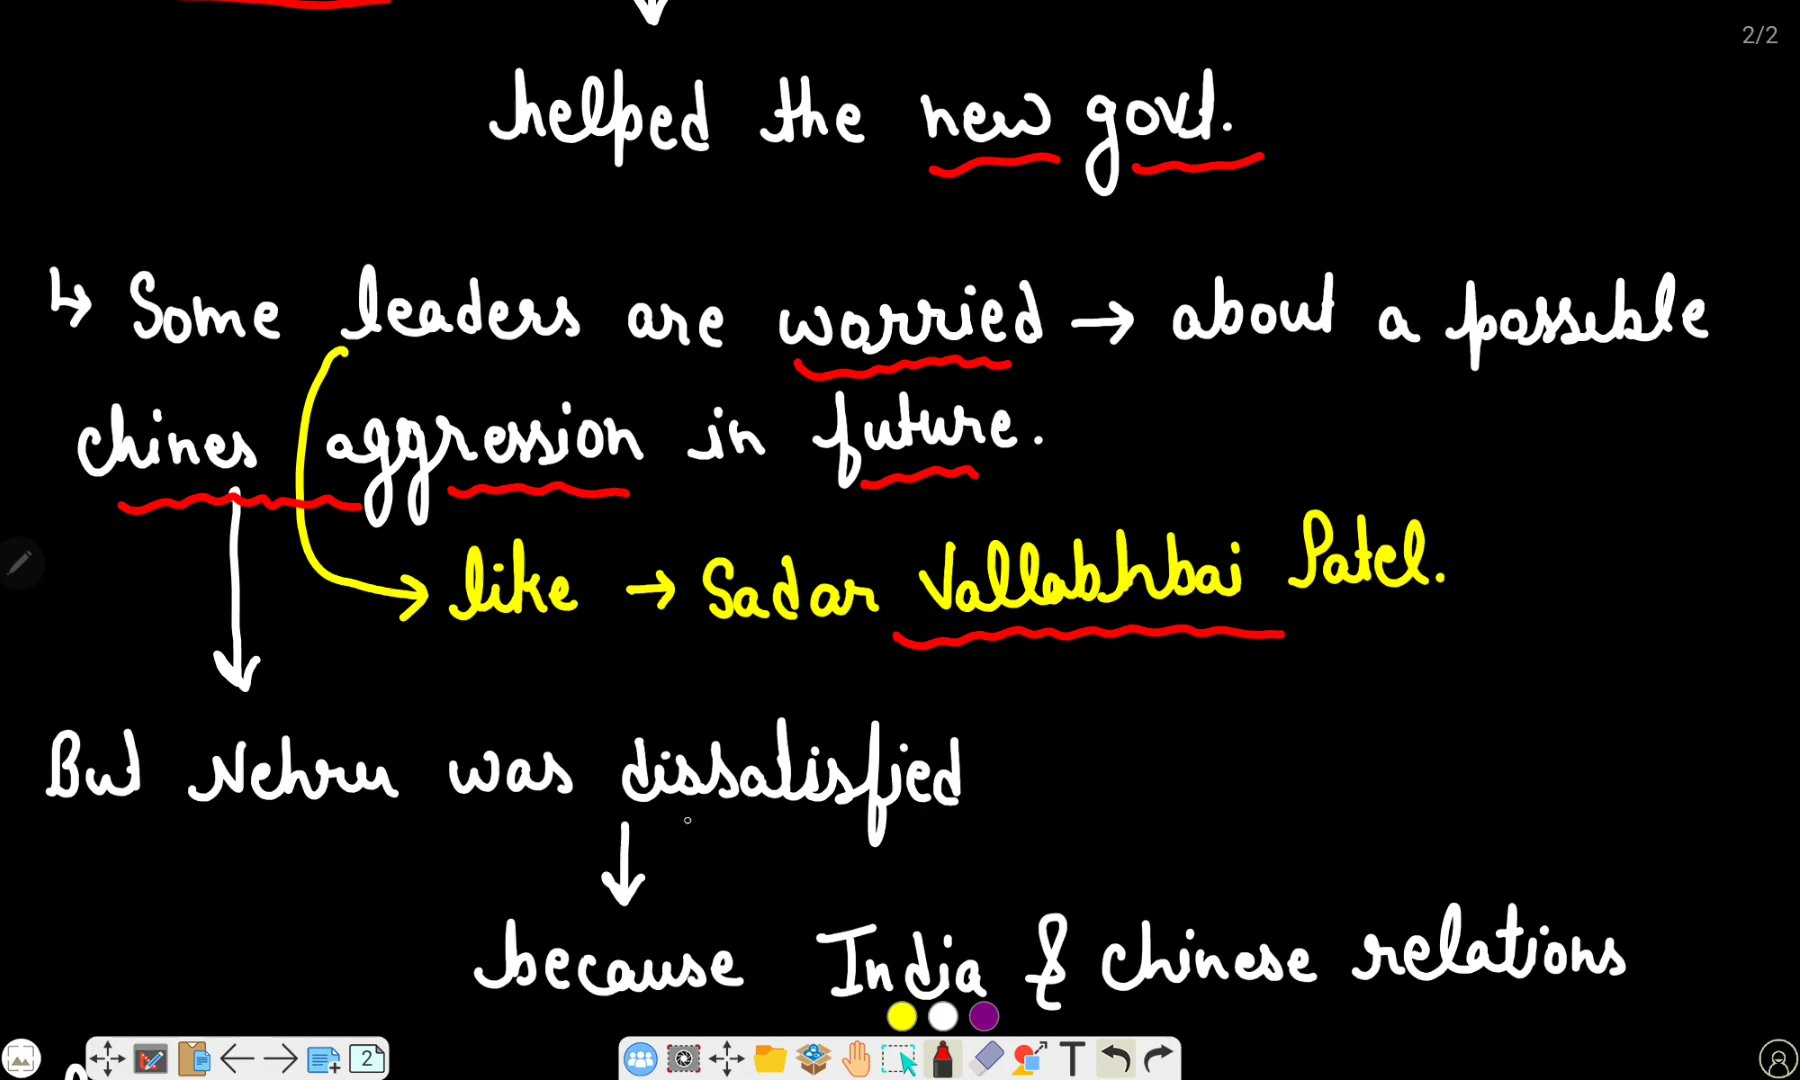 2/2
helped the new govt.
↳ Some leaders are worried → about a possible
chines aggression in future.
like → Sadar Vallabhbai Patel.
But Nehru was dissatisfied
because India & chinese relations
2